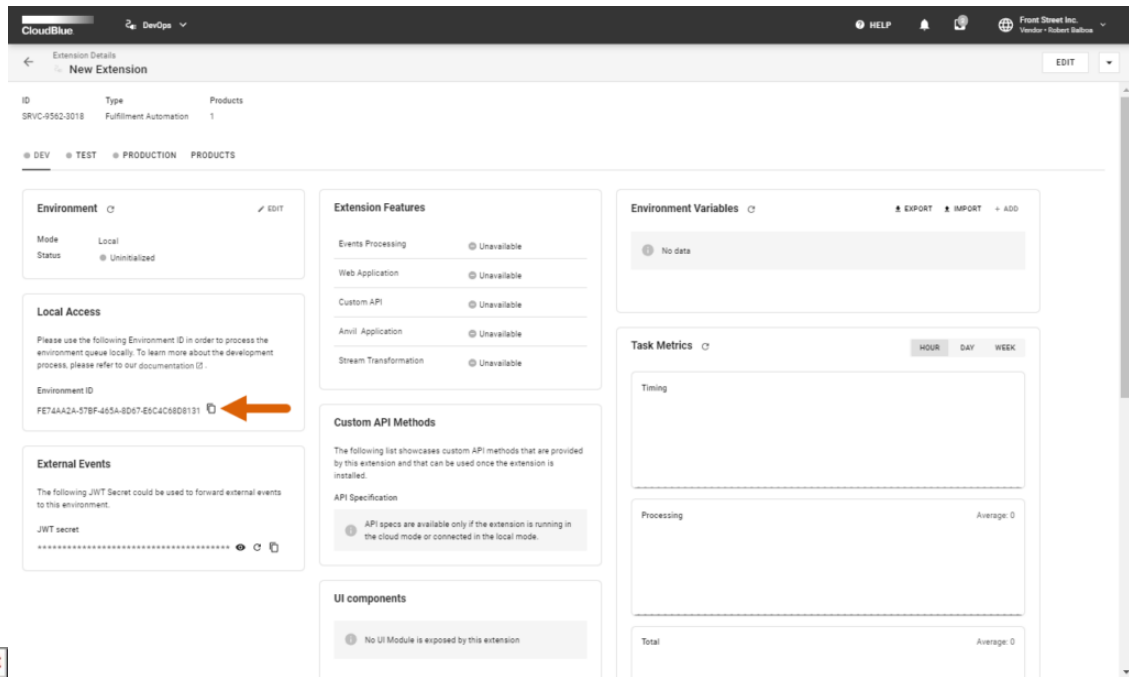 CloudBlue
DevOps
HELP
Front Street Inc.
Vendor • Robert Balboa
Extension Details
New Extension
EDIT
ID Type Products
SRVC-9562-3018 Fulfillment Automation 1
DEV TEST PRODUCTION PRODUCTS
Environment
EDIT
Mode Local
Status Uninitialized
Local Access
Please use the following Environment ID in order to process the
environment queue locally. To learn more about the development
process, please refer to our documentation.
Environment ID
FE74AA2A-57BF-465A-8D67-E6C4C68D8131
External Events
The following JWT Secret could be used to forward external events
to this environment.
JWT secret
****************************************
Extension Features
Events Processing Unavailable
Web Application Unavailable
Custom API Unavailable
Anvil Application Unavailable
Stream Transformation Unavailable
Custom API Methods
The following list showcases custom API methods that are provided
by this extension and that can be used once the extension is
installed.
API Specification
API specs are available only if the extension is running in
the cloud mode or connected in the local mode.
UI components
No UI Module is exposed by this extension
Environment Variables
EXPORT IMPORT + ADD
No data
Task Metrics
HOUR DAY WEEK
Timing
Processing Average: 0
Total Average: 0